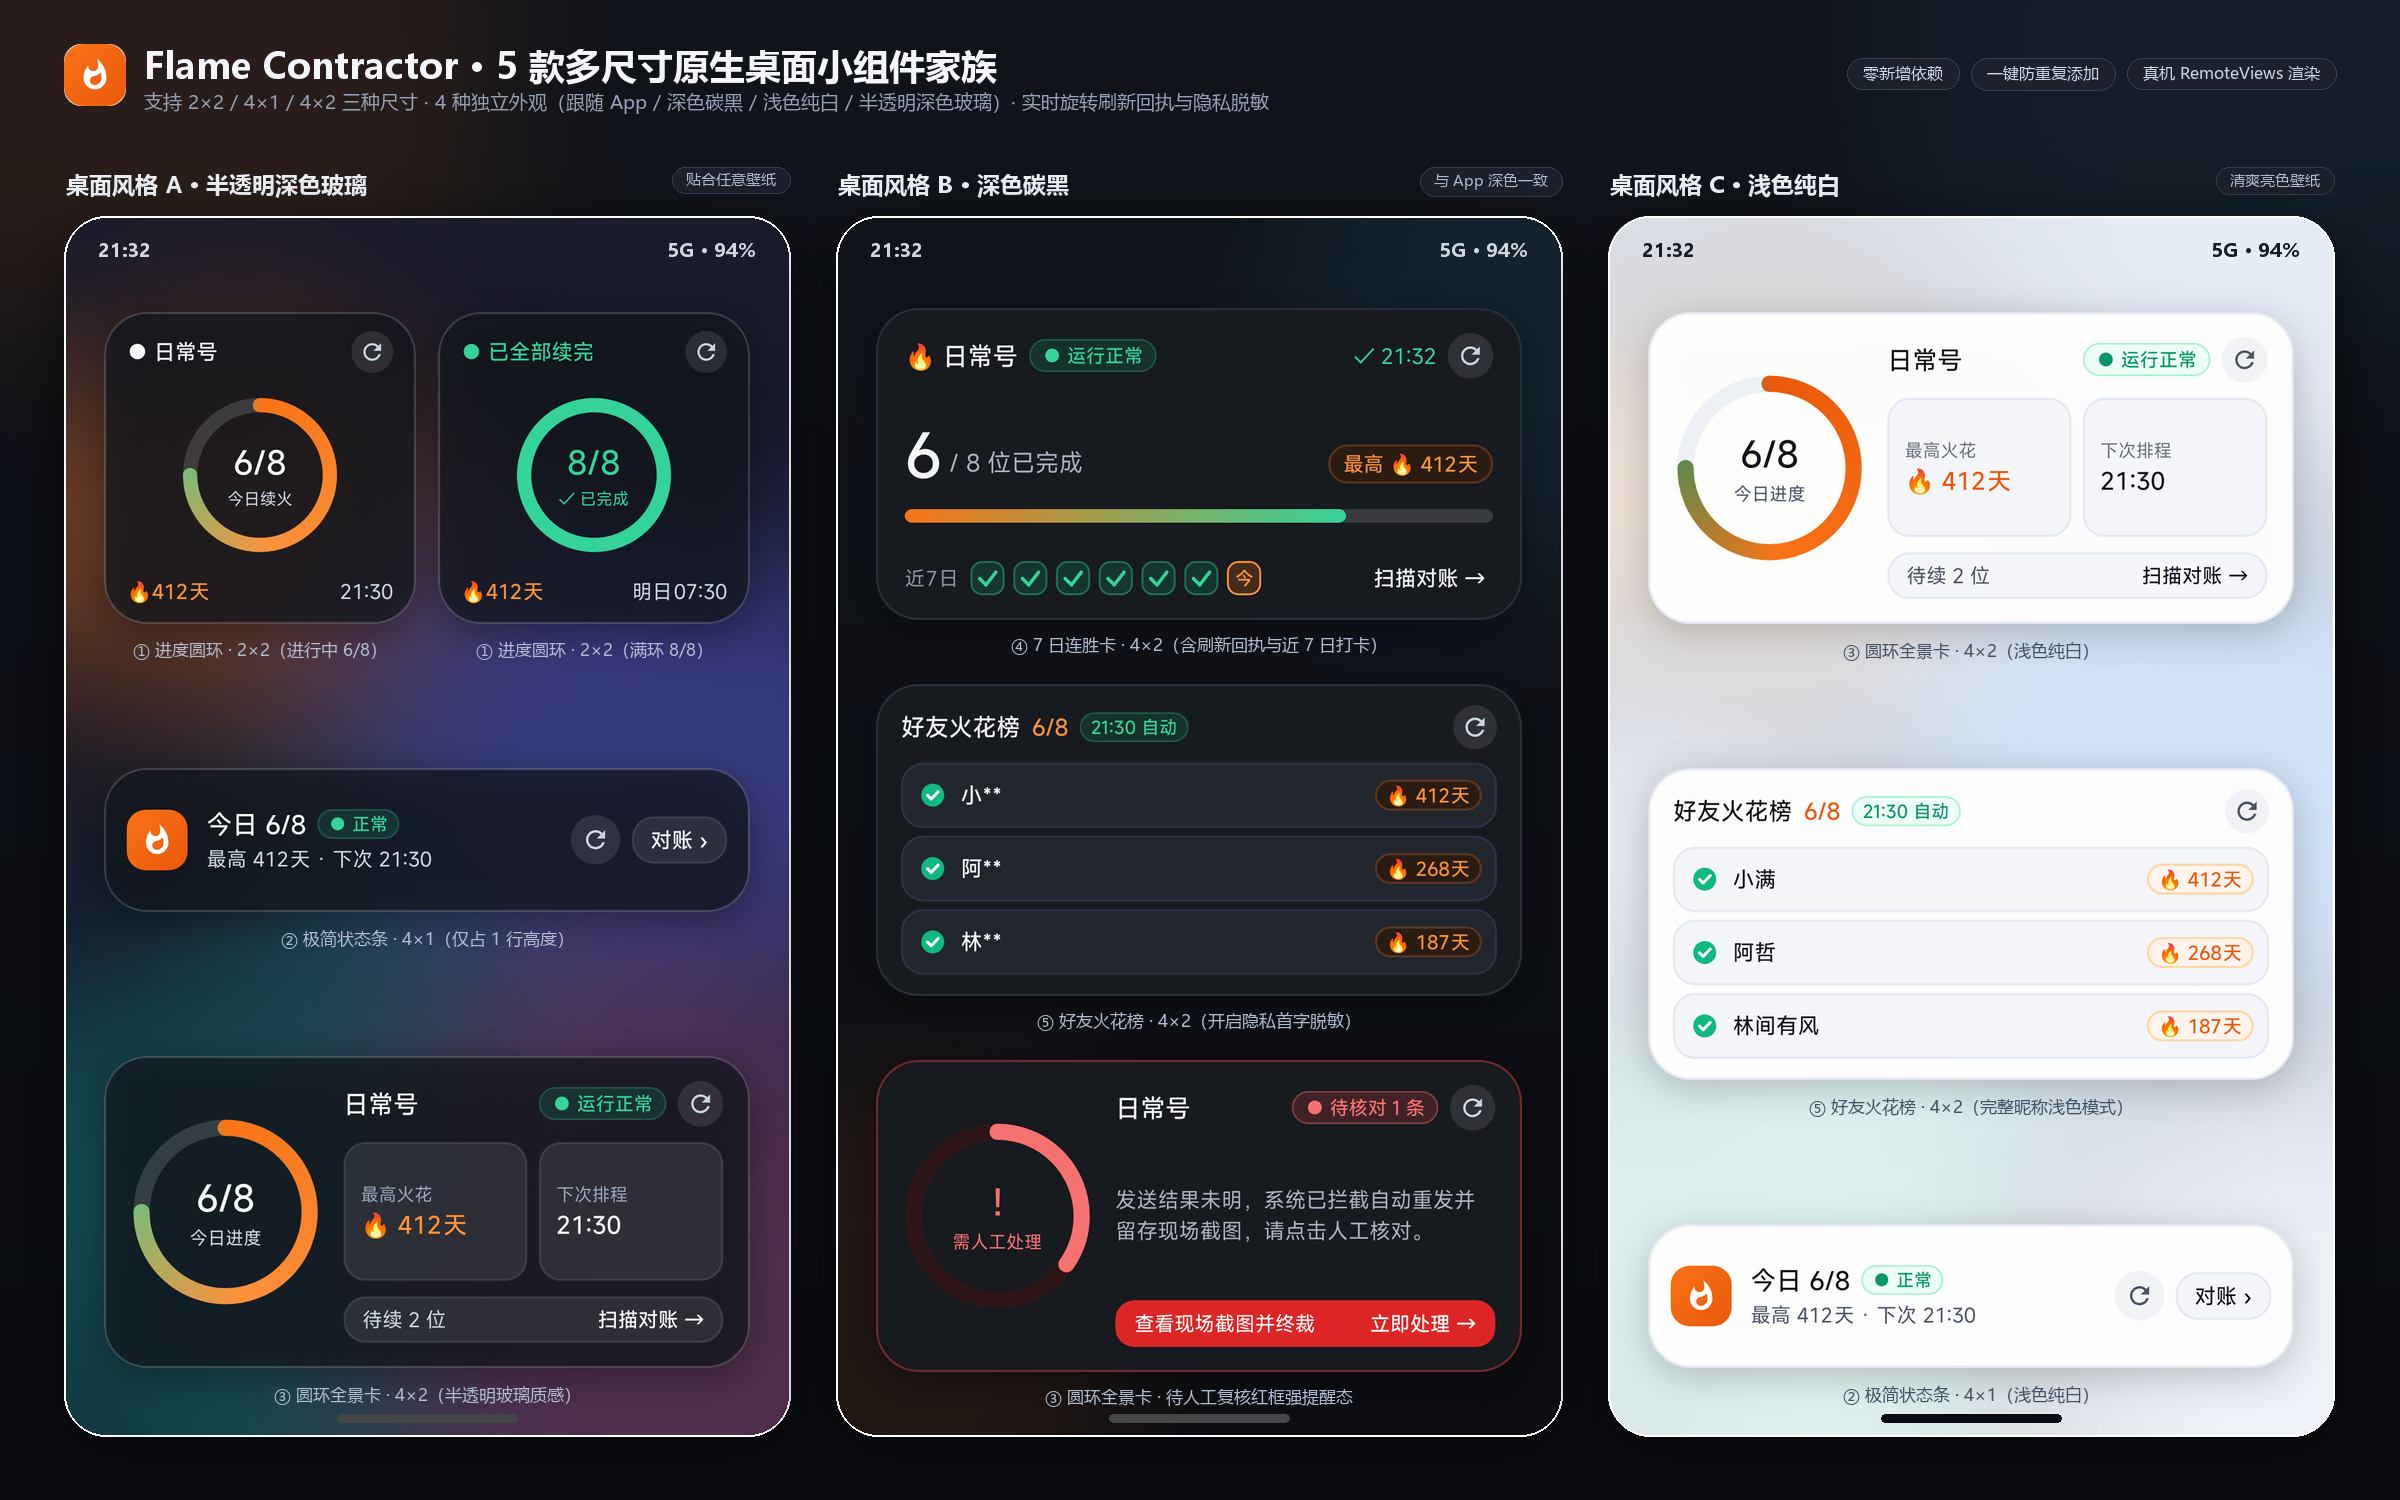 Flame Contractor • 5 款多尺寸原生桌面小组件家族
支持 2×2 / 4×1 / 4×2 三种尺寸 · 4 种独立外观（跟随 App / 深色碳黑 / 浅色纯白 / 半透明深色玻璃）· 实时旋转刷新回执与隐私脱敏
零新增依赖
一键防重复添加
真机 RemoteViews 渲染
桌面风格 A • 半透明深色玻璃
贴合任意壁纸
21:32
5G • 94%
日常号
6/8
今日续火
🔥412天
21:30
① 进度圆环 · 2×2（进行中 6/8）
已全部续完
8/8
✓ 已完成
🔥412天
明日07:30
① 进度圆环 · 2×2（满环 8/8）
今日 6/8
正常
最高 412天 · 下次 21:30
对账 ›
② 极简状态条 · 4×1（仅占 1 行高度）
日常号
运行正常
6/8
今日进度
最高火花
🔥 412天
下次排程
21:30
待续 2 位
扫描对账 →
③ 圆环全景卡 · 4×2（半透明玻璃质感）
桌面风格 B • 深色碳黑
与 App 深色一致
21:32
5G • 94%
🔥 日常号
运行正常
✓ 21:32
6 / 8 位已完成
最高 🔥 412天
近7日
今
扫描对账 →
④ 7 日连胜卡 · 4×2（含刷新回执与近 7 日打卡）
好友火花榜 6/8
21:30 自动
小**
🔥 412天
阿**
🔥 268天
林**
🔥 187天
⑤ 好友火花榜 · 4×2（开启隐私首字脱敏）
日常号
待核对 1 条
!
需人工处理
发送结果未明，系统已拦截自动重发并
留存现场截图，请点击人工核对。
查看现场截图并终裁
立即处理 →
③ 圆环全景卡 · 待人工复核红框强提醒态
桌面风格 C • 浅色纯白
清爽亮色壁纸
21:32
5G • 94%
日常号
运行正常
6/8
今日进度
最高火花
🔥 412天
下次排程
21:30
待续 2 位
扫描对账 →
③ 圆环全景卡 · 4×2（浅色纯白）
好友火花榜 6/8
21:30 自动
小满
🔥 412天
阿哲
🔥 268天
林间有风
🔥 187天
⑤ 好友火花榜 · 4×2（完整昵称浅色模式）
今日 6/8
正常
最高 412天 · 下次 21:30
对账 ›
② 极简状态条 · 4×1（浅色纯白）